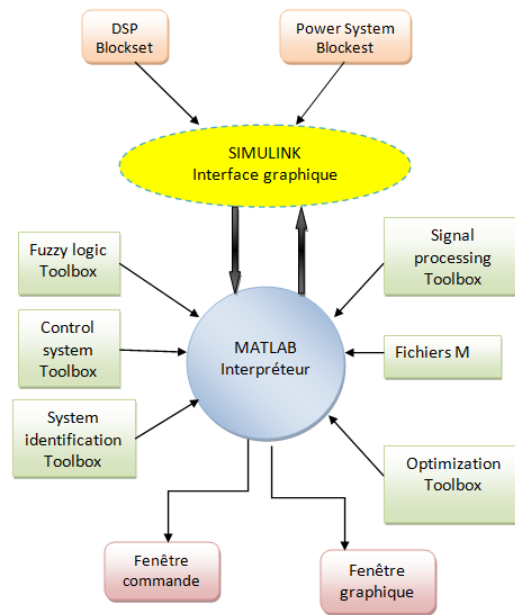 DSP
Blockset
Power System
Blockest
SIMULINK
Interface graphique
Fuzzy logic
Toolbox
Signal
processing
Toolbox
Control
system
Toolbox
MATLAB
Interpréteur
Fichiers M
System
identification
Toolbox
Optimization
Toolbox
Fenêtre
commande
Fenêtre
graphique